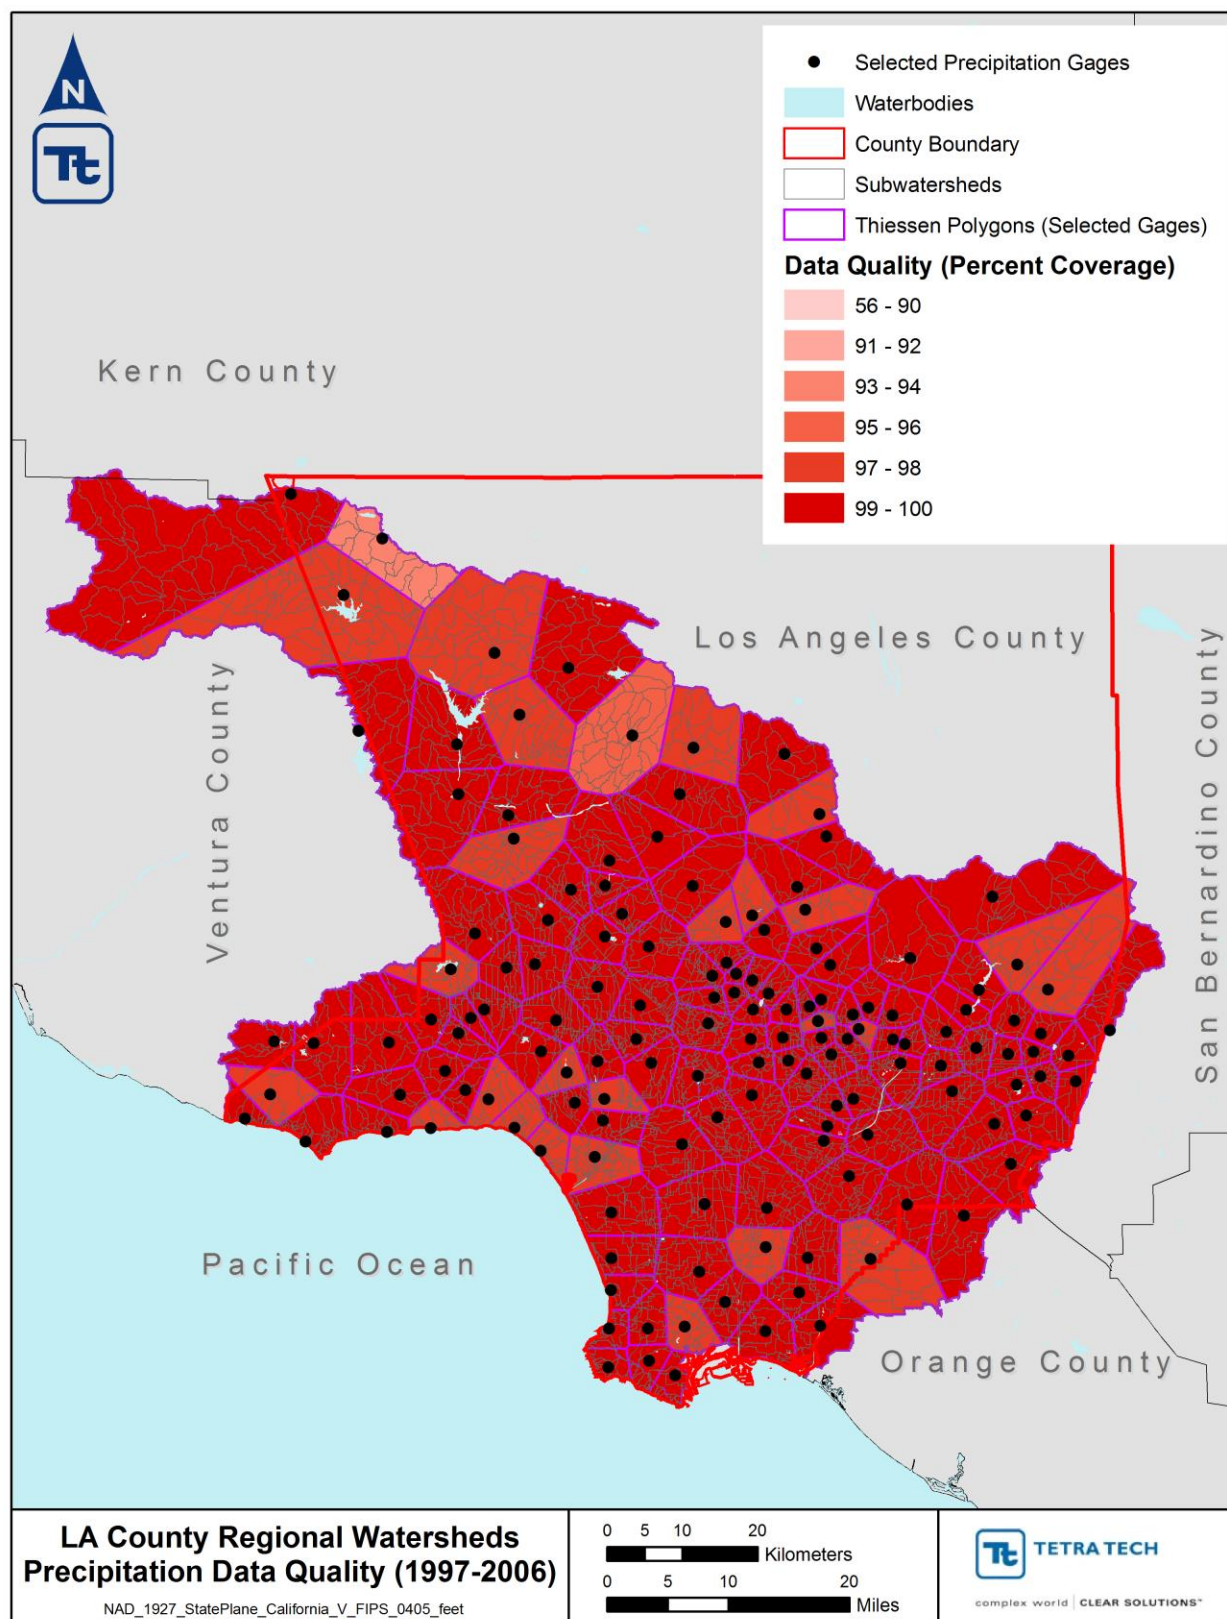 N
Tt
Selected Precipitation Gages
Waterbodies
County Boundary
Subwatersheds
Thiessen Polygons (Selected Gages)
Data Quality (Percent Coverage)
56 - 90
91 - 92
93 - 94
95 - 96
97 - 98
99 - 100
Kern County
Los Angeles County
Ventura County
San Bernardino County
Pacific Ocean
Orange County
LA County Regional Watersheds
Precipitation Data Quality (1997-2006)
NAD_1927_StatePlane_California_V_FIPS_0405_feet
0 5 10 20
Kilometers
0 5 10 20
Miles
Tt TETRA TECH
complex world | CLEAR SOLUTIONS™